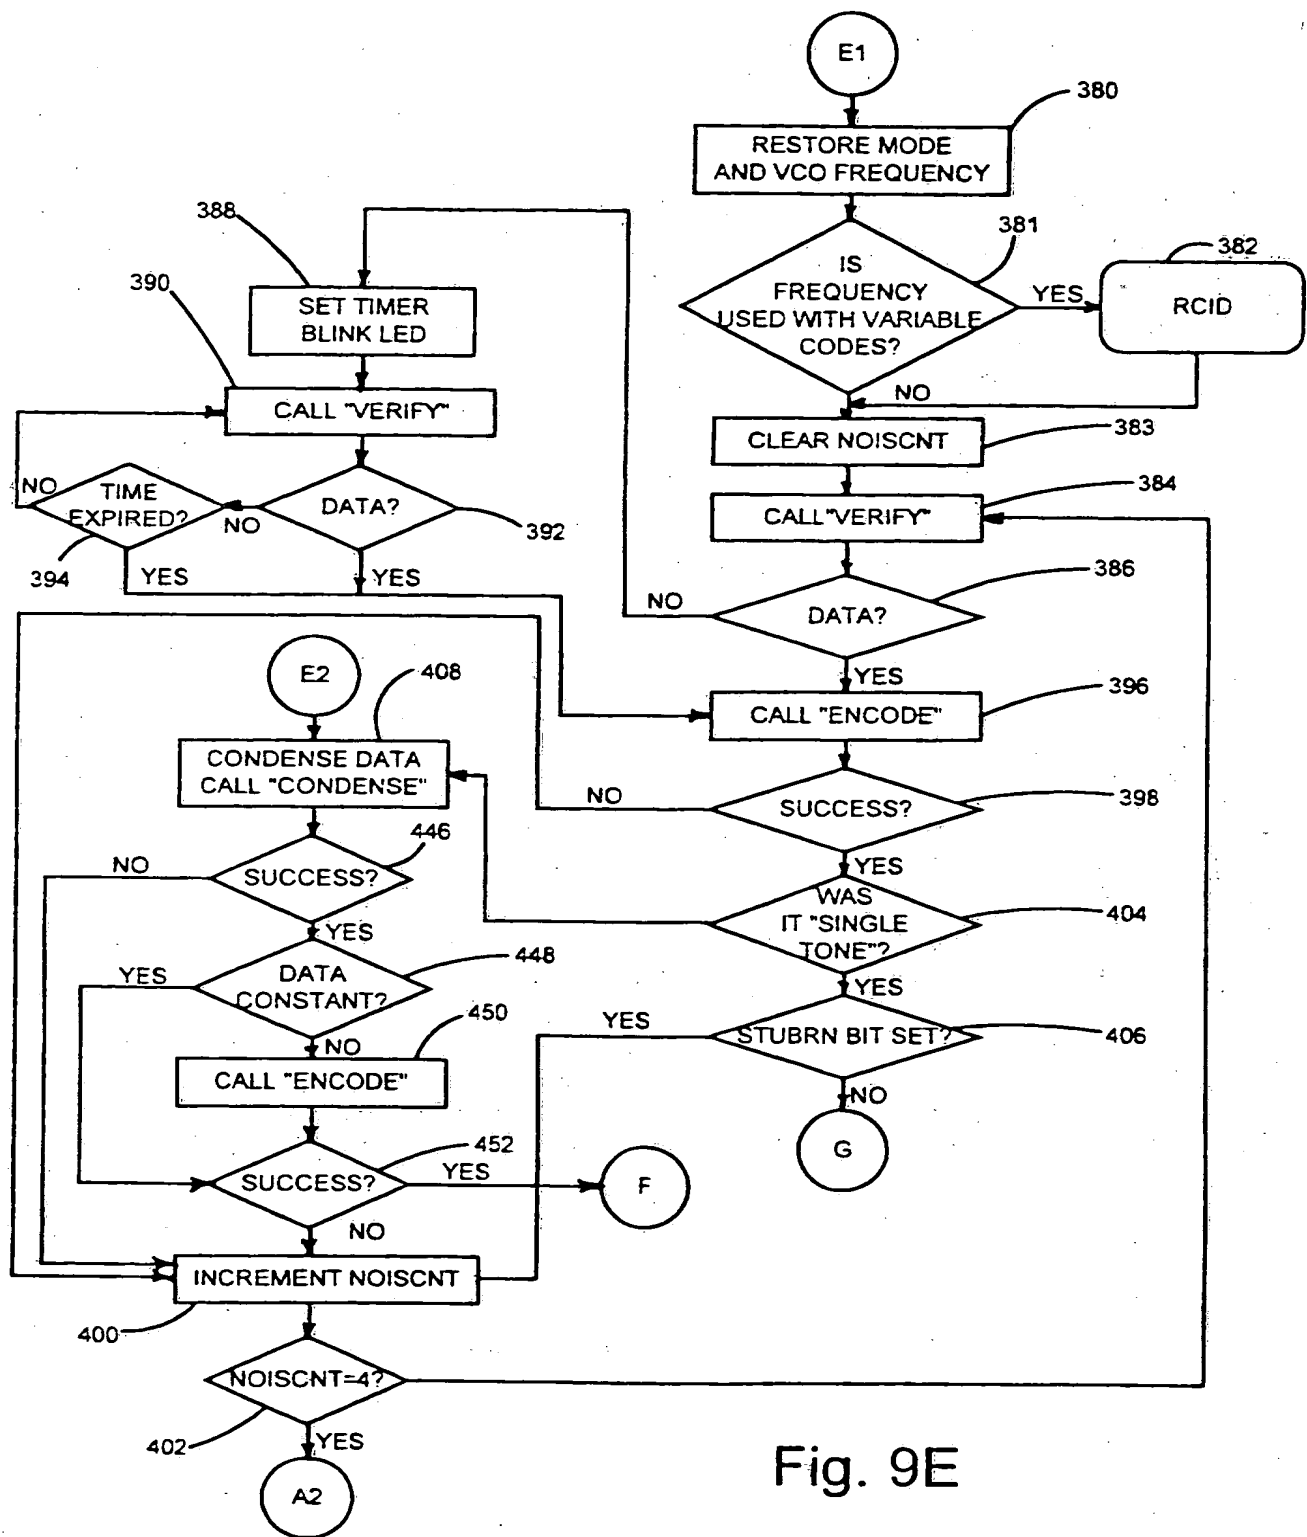 E1
380
RESTORE MODE
AND VCO FREQUENCY
388
381
382
IS
FREQUENCY
USED WITH VARIABLE
CODES?
YES
RCID
390
SET TIMER
BLINK LED
NO
CALL "VERIFY"
CLEAR NOISCNT
383
384
NO
TIME
EXPIRED?
NO
DATA?
392
CALL"VERIFY"
394
YES
YES
386
NO
DATA?
YES
E2
408
396
CALL "ENCODE"
CONDENSE DATA
CALL "CONDENSE"
NO
SUCCESS?
398
446
NO
SUCCESS?
YES
WAS
IT "SINGLE
TONE"?
404
YES
448
YES
DATA
CONSTANT?
YES
450
YES
STUBRN BIT SET?
406
NO
CALL "ENCODE"
NO
G
452
SUCCESS?
YES
F
NO
INCREMENT NOISCNT
400
NOISCNT=4?
402
YES
A2
Fig. 9E